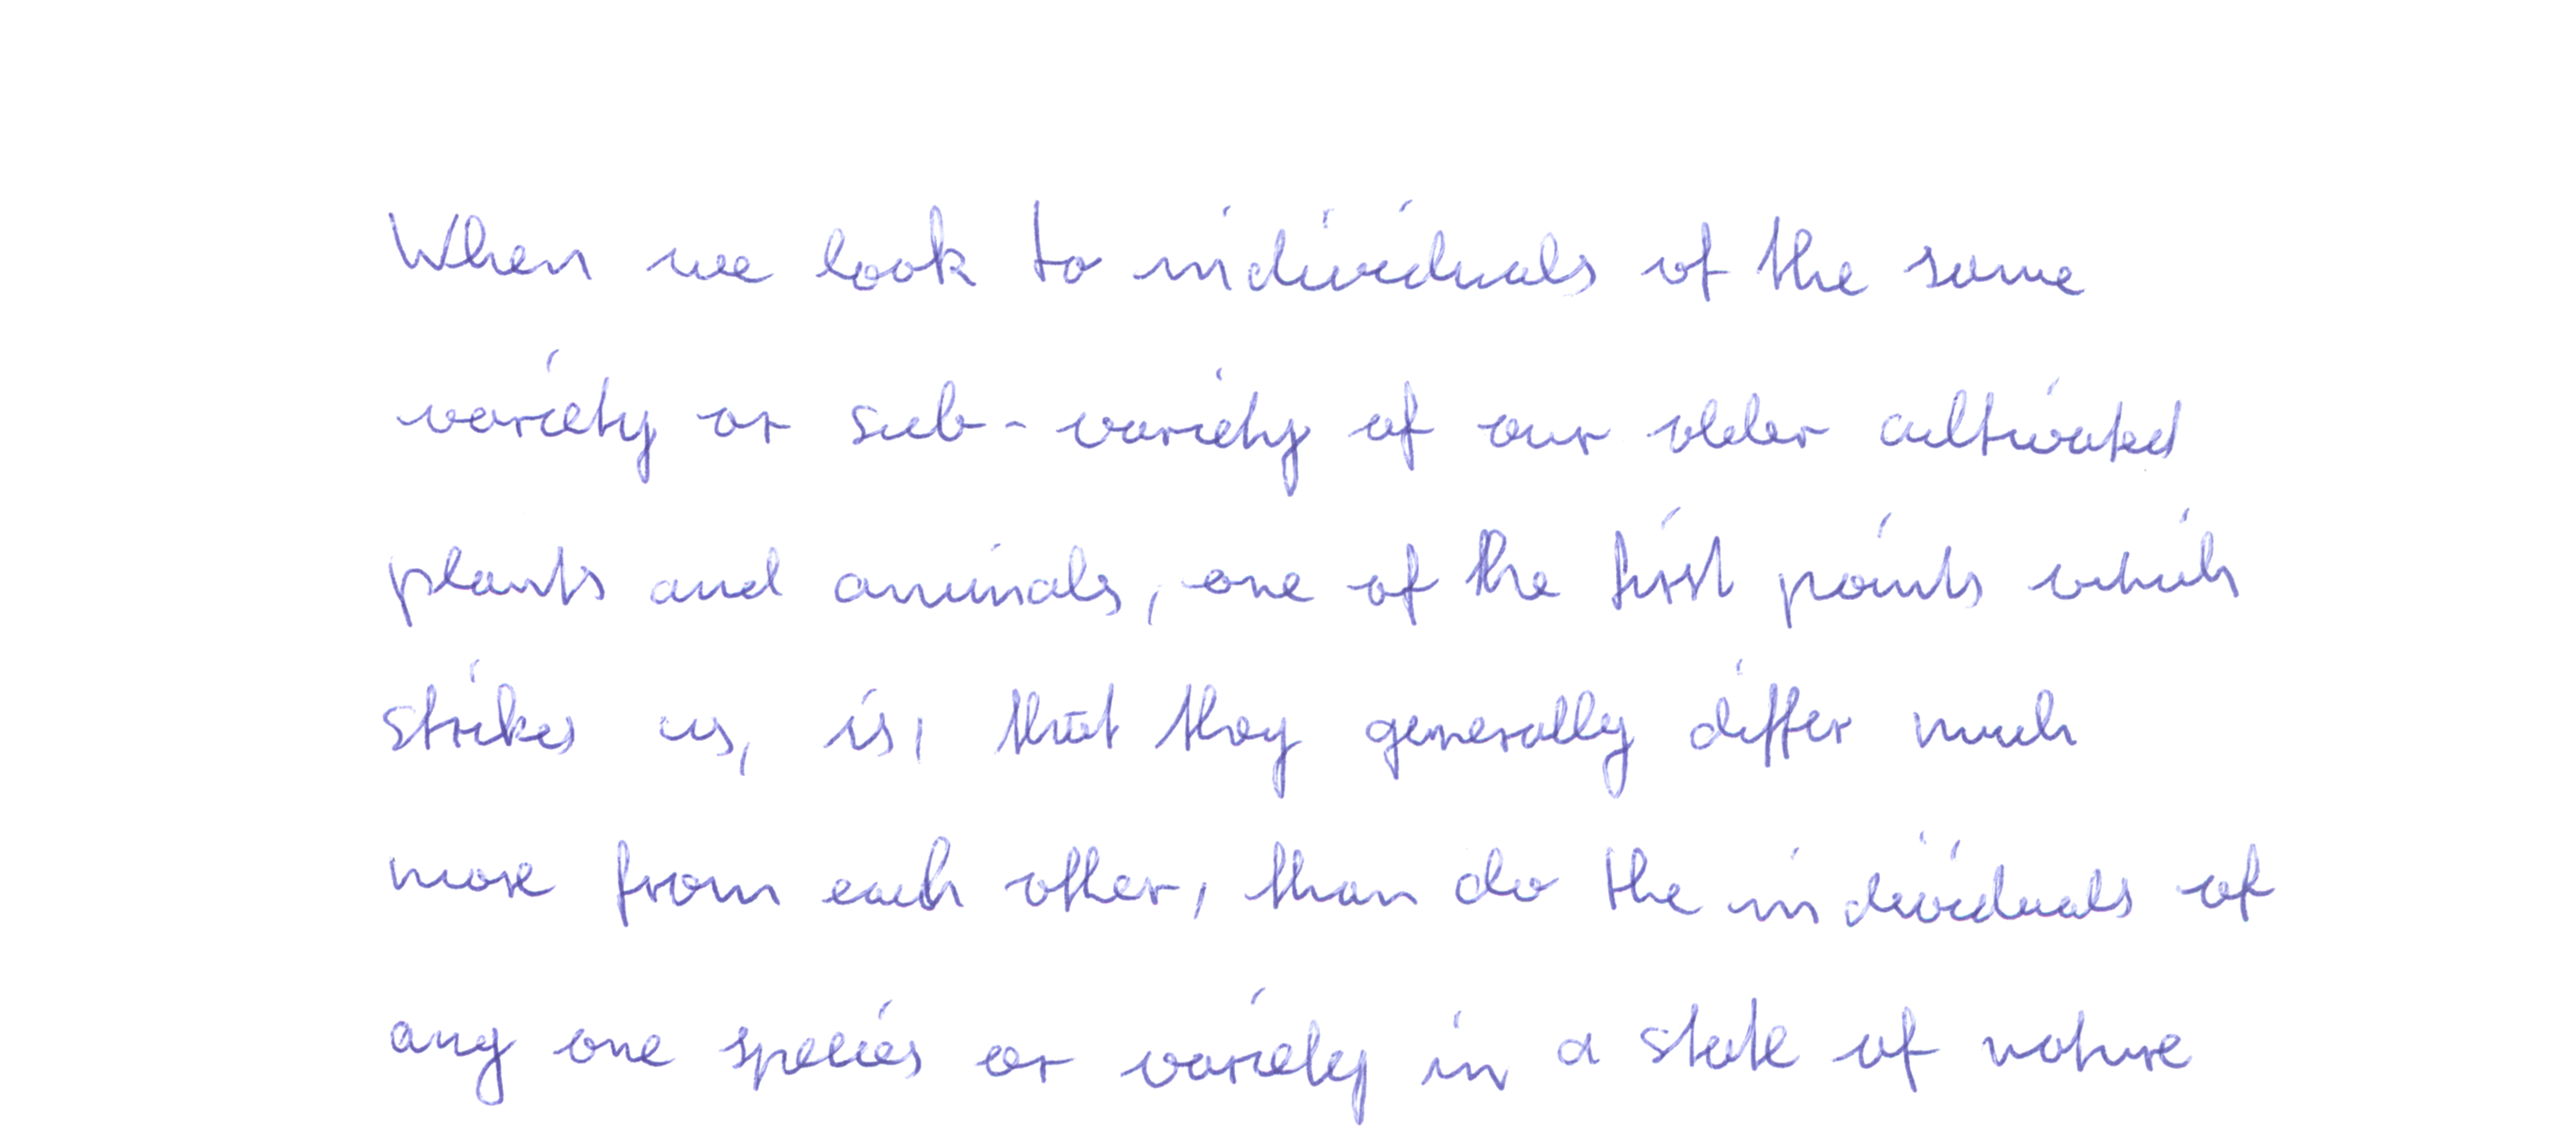 When we look to individuals of the same
variety or sub-variety of our older cultivated
plants and animals, one of the first points which
strikes us, is, that they generally differ much
more from each other, than do the individuals of
any one species or variety in a state of nature